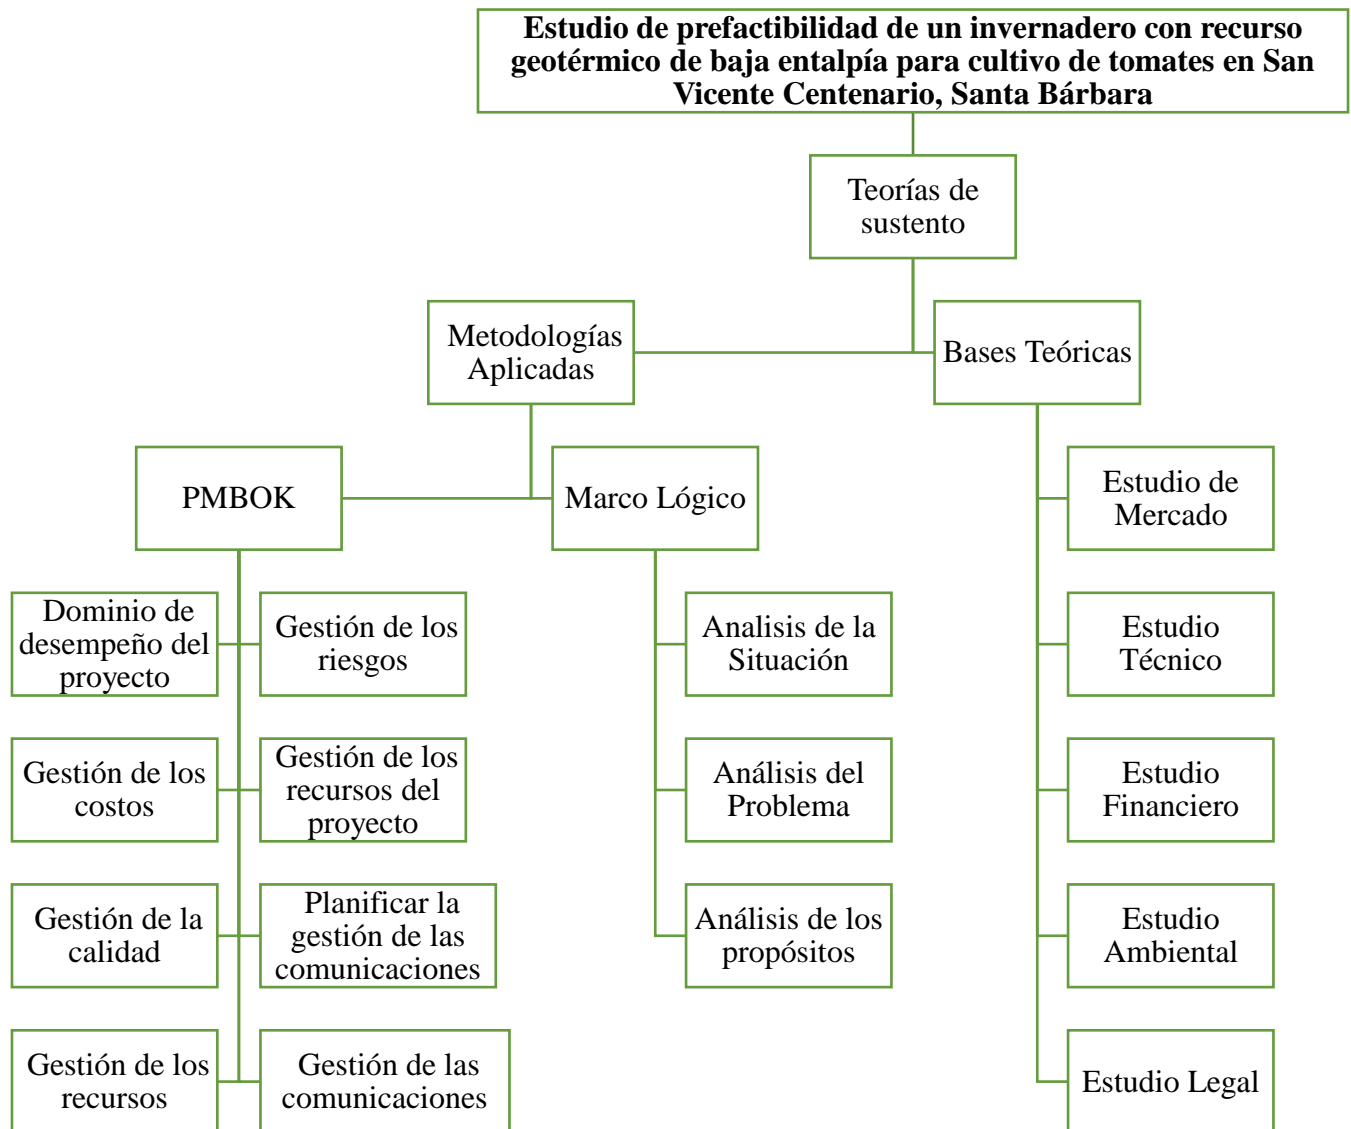 Estudio de prefactibilidad de un invernadero con recurso
geotérmico de baja entalpía para cultivo de tomates en San
Vicente Centenario, Santa Bárbara
Teorías de
sustento
Metodologías
Aplicadas
Bases Teóricas
PMBOK
Marco Lógico
Estudio de
Mercado
Dominio de
desempeño del
proyecto
Gestión de los
riesgos
Analisis de la
Situación
Estudio
Técnico
Gestión de los
costos
Gestión de los
recursos del
proyecto
Análisis del
Problema
Estudio
Financiero
Gestión de la
calidad
Planificar la
gestión de las
comunicaciones
Análisis de los
propósitos
Estudio
Ambiental
Gestión de los
recursos
Gestión de las
comunicaciones
Estudio Legal